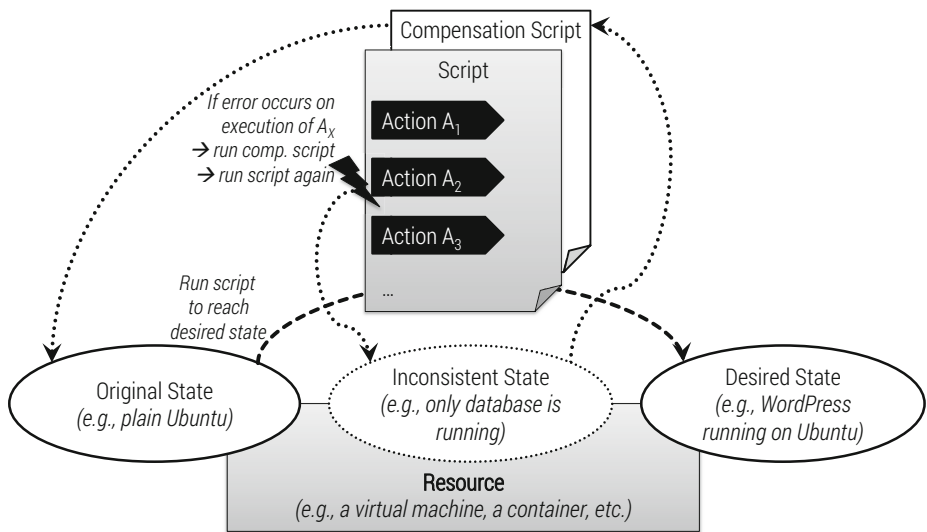 Compensation Script
Script
If error occurs on
execution of Aₓ
→ run comp. script
→ run script again
Action A₁
Action A₂
Action A₃
...
Run script
to reach
desired state
Original State
(e.g., plain Ubuntu)
Inconsistent State
(e.g., only database is
running)
Desired State
(e.g., WordPress
running on Ubuntu)
Resource
(e.g., a virtual machine, a container, etc.)